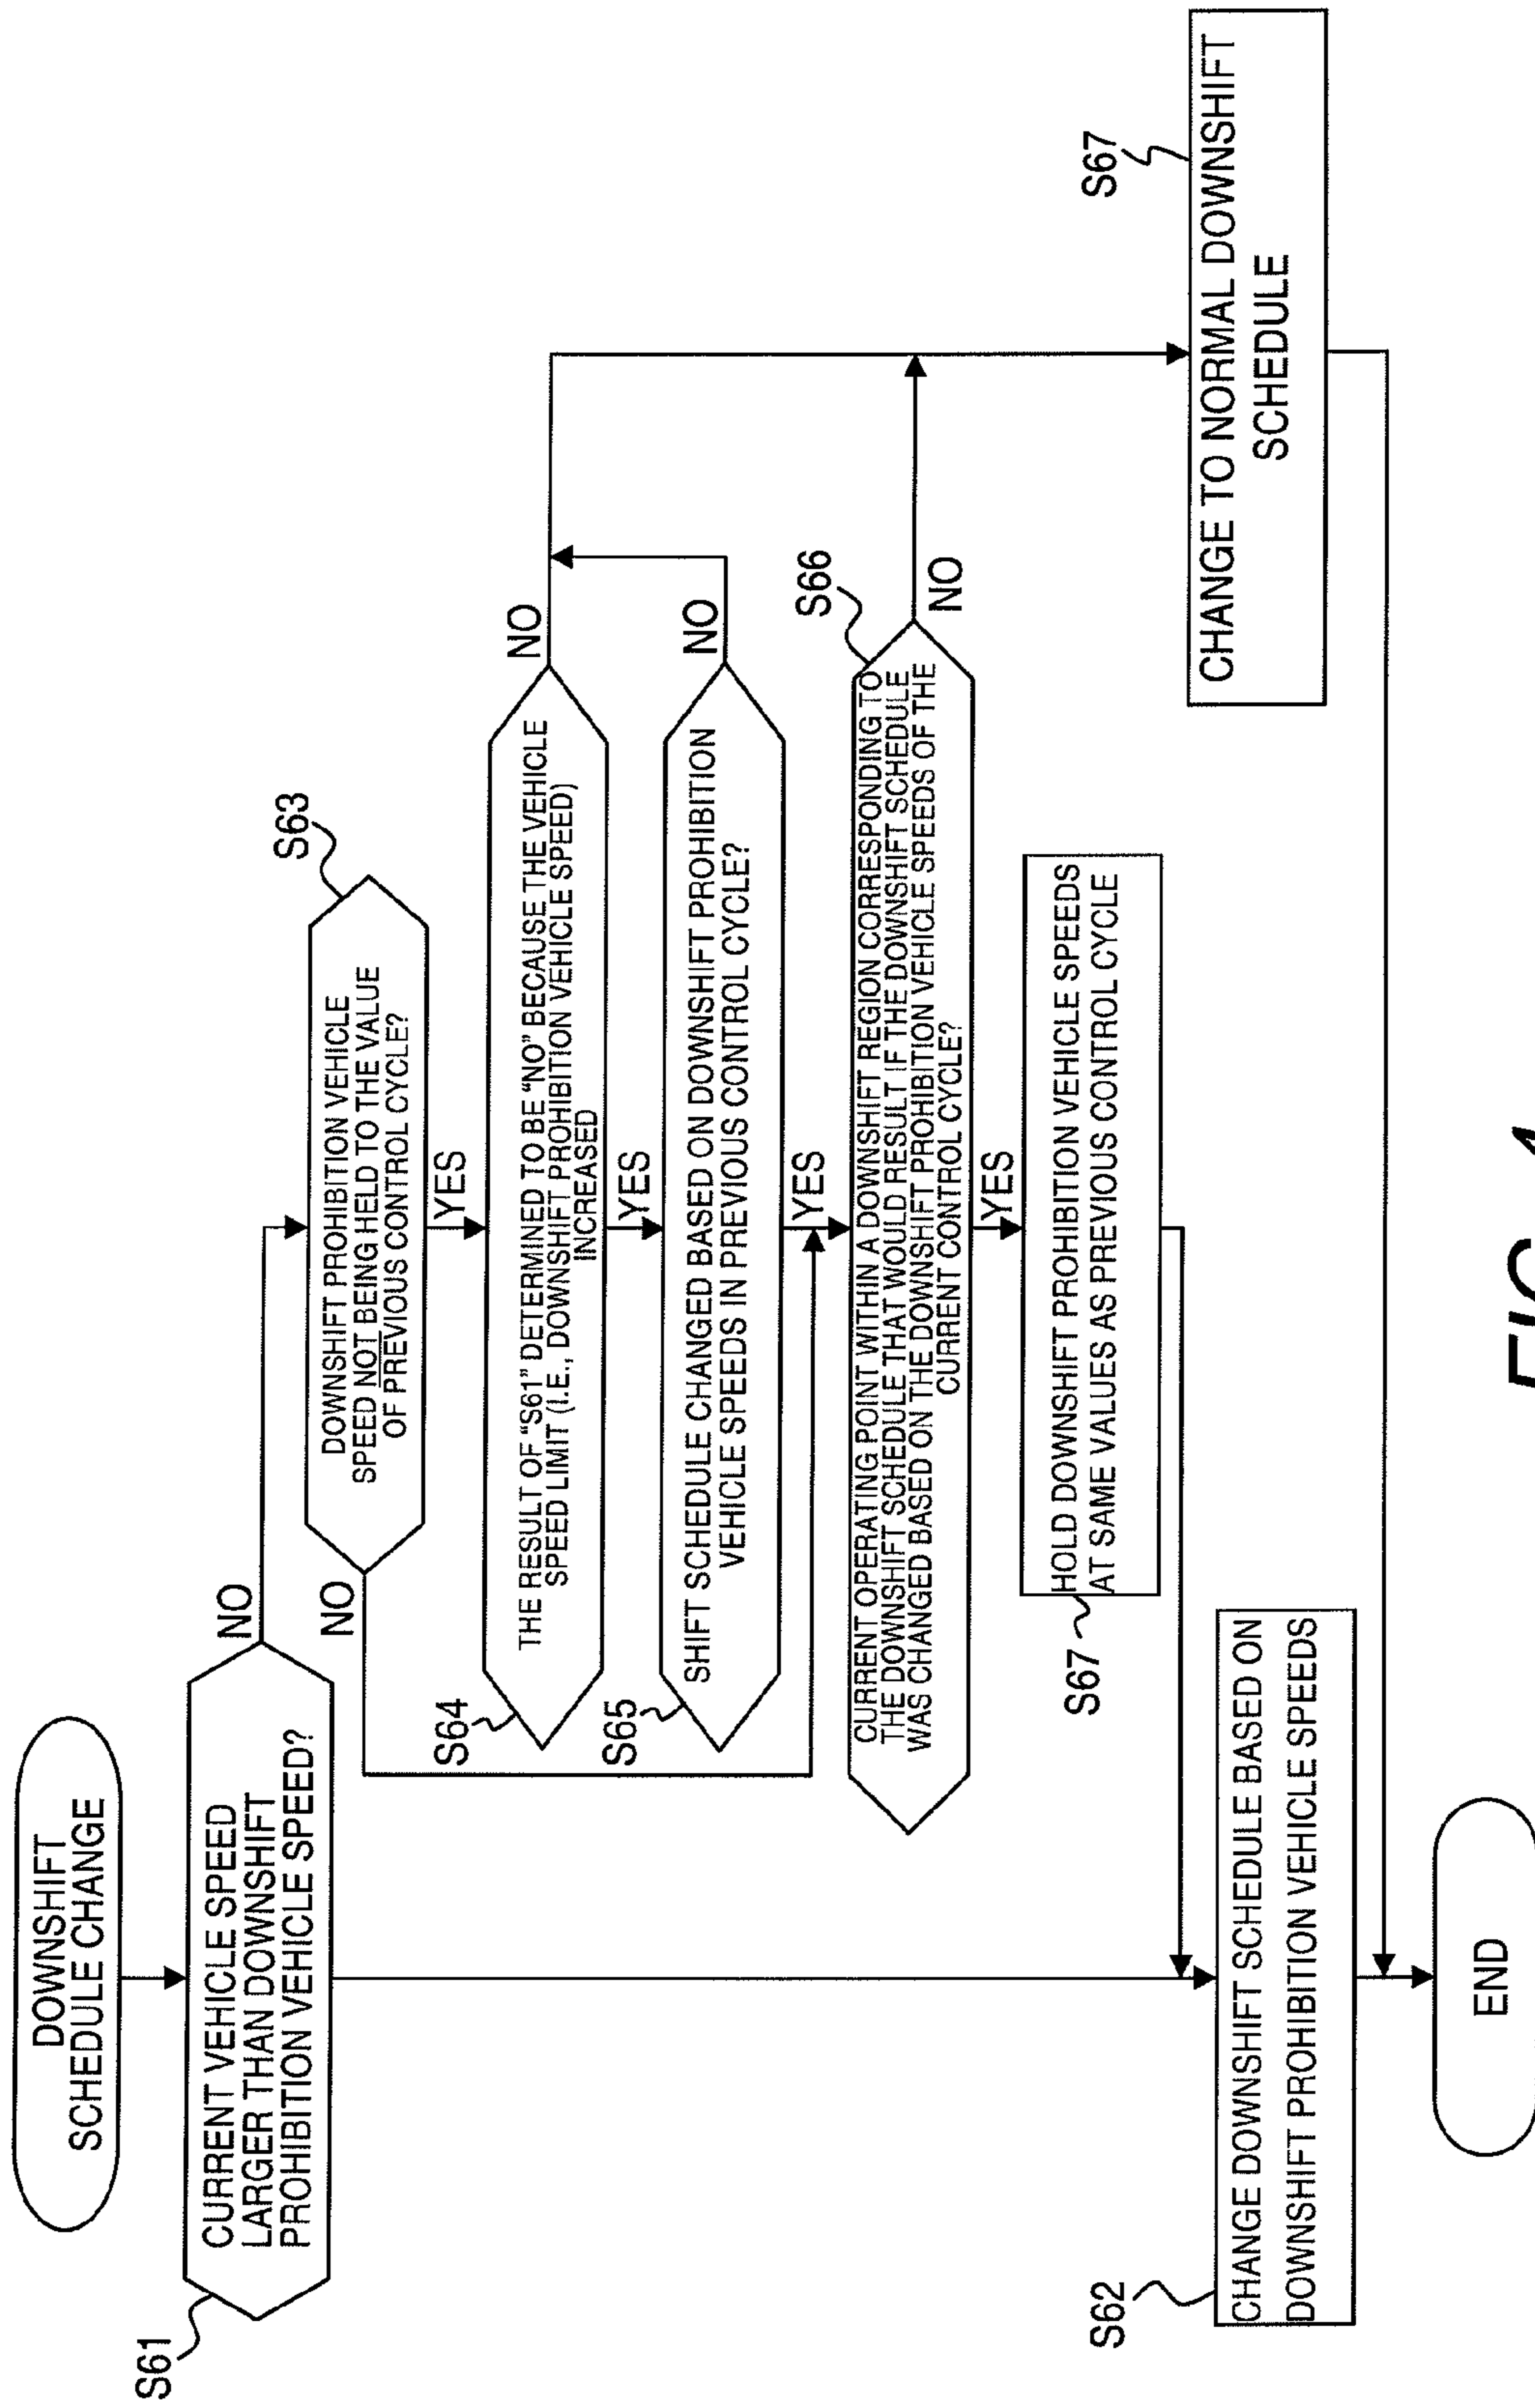 DOWNSHIFT
SCHEDULE CHANGE
S61
CURRENT VEHICLE SPEED
LARGER THAN DOWNSHIFT
PROHIBITION VEHICLE SPEED?
NO
S63
DOWNSHIFT PROHIBITION VEHICLE
SPEED NOT BEING HELD TO THE VALUE
OF PREVIOUS CONTROL CYCLE?
NO
YES
S64
THE RESULT OF "S61" DETERMINED TO BE "NO" BECAUSE THE VEHICLE
SPEED LIMIT (I.E., DOWNSHIFT PROHIBITION VEHICLE SPEED)
INCREASED
NO
YES
S65
SHIFT SCHEDULE CHANGED BASED ON DOWNSHIFT PROHIBITION
VEHICLE SPEEDS IN PREVIOUS CONTROL CYCLE?
NO
YES
S66
CURRENT OPERATING POINT WITHIN A DOWNSHIFT REGION CORRESPONDING TO
THE DOWNSHIFT SCHEDULE THAT WOULD RESULT IF THE DOWNSHIFT SCHEDULE
WAS CHANGED BASED ON THE DOWNSHIFT PROHIBITION VEHICLE SPEEDS OF THE
CURRENT CONTROL CYCLE?
NO
YES
S67
HOLD DOWNSHIFT PROHIBITION VEHICLE SPEEDS
AT SAME VALUES AS PREVIOUS CONTROL CYCLE
S67
CHANGE TO NORMAL DOWNSHIFT
SCHEDULE
S62
CHANGE DOWNSHIFT SCHEDULE BASED ON
DOWNSHIFT PROHIBITION VEHICLE SPEEDS
END